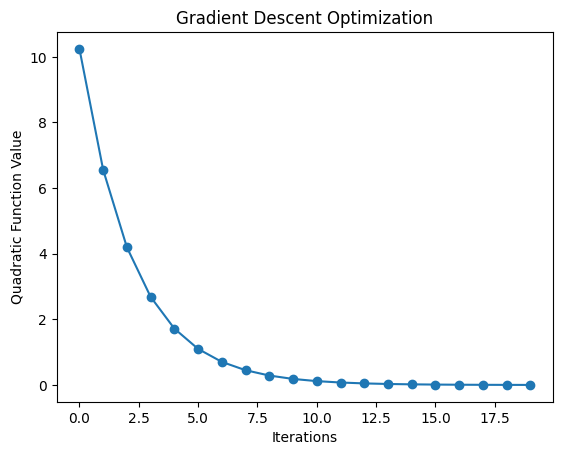 Gradient Descent Optimization
10
8
6
4
2
0
Quadratic Function Value
0.0 2.5 5.0 7.5 10.0 12.5 15.0 17.5
Iterations